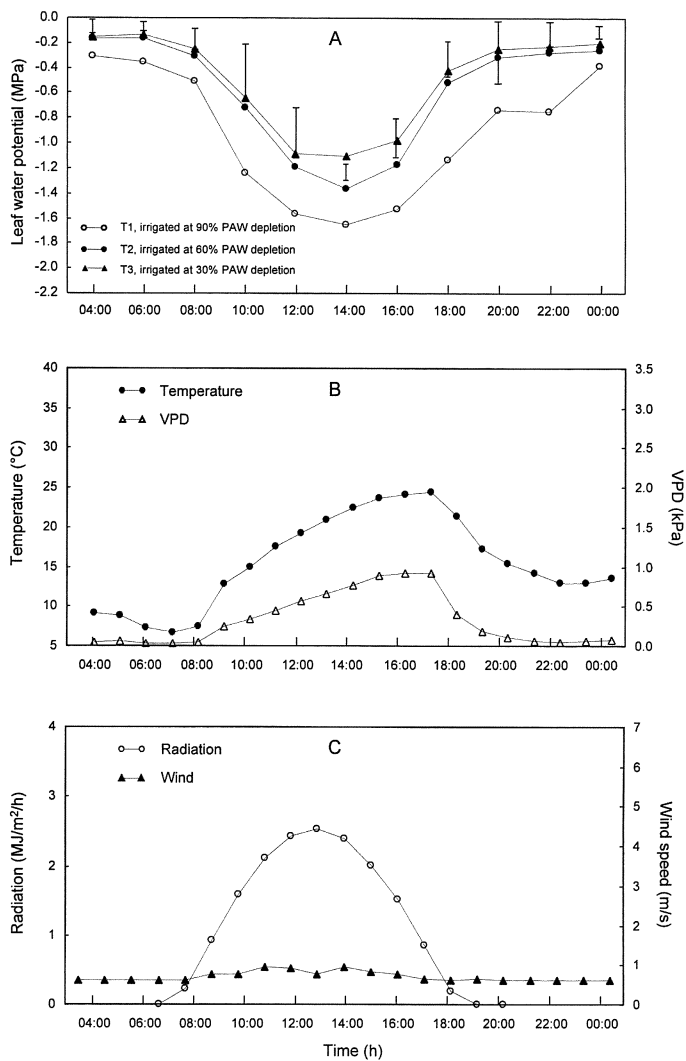 A
Leaf water potential (MPa)
0.0
-0.2
-0.4
-0.6
-0.8
-1.0
-1.2
-1.4
-1.6
-1.8
-2.0
-2.2
T1, irrigated at 90% PAW depletion
T2, irrigated at 60% PAW depletion
T3, irrigated at 30% PAW depletion
04:00 06:00 08:00 10:00 12:00 14:00 16:00 18:00 20:00 22:00 00:00
B
Temperature (°C)
40
35
30
25
20
15
10
5
Temperature
VPD
3.5
3.0
2.5
2.0
1.5
1.0
0.5
0.0
VPD (kPa)
04:00 06:00 08:00 10:00 12:00 14:00 16:00 18:00 20:00 22:00 00:00
C
Radiation (MJ/m²/h)
4
3
2
1
0
Radiation
Wind
7
6
5
4
3
2
1
0
Wind speed (m/s)
04:00 06:00 08:00 10:00 12:00 14:00 16:00 18:00 20:00 22:00 00:00
Time (h)